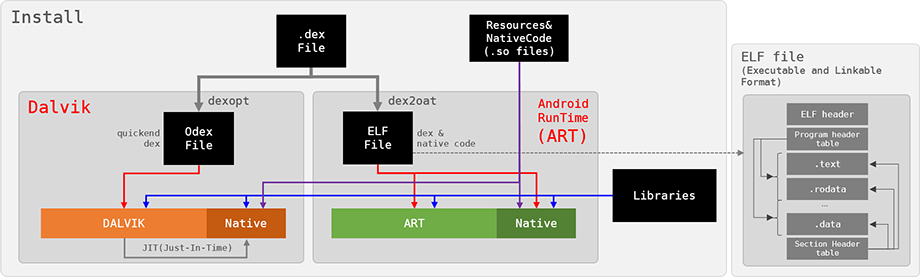 Install
.dex
File
Resources&
NativeCode
(.so files)
Dalvik
dexopt
quickend
dex
Odex
File
dex2oat
ELF
File
dex &
native code
Android
RunTime
(ART)
Libraries
DALVIK
Native
JIT(Just-In-Time)
ART
Native
ELF file
(Executable and Linkable
Format)
ELF header
Program header
table
.text
.rodata
...
.data
Section Header
table